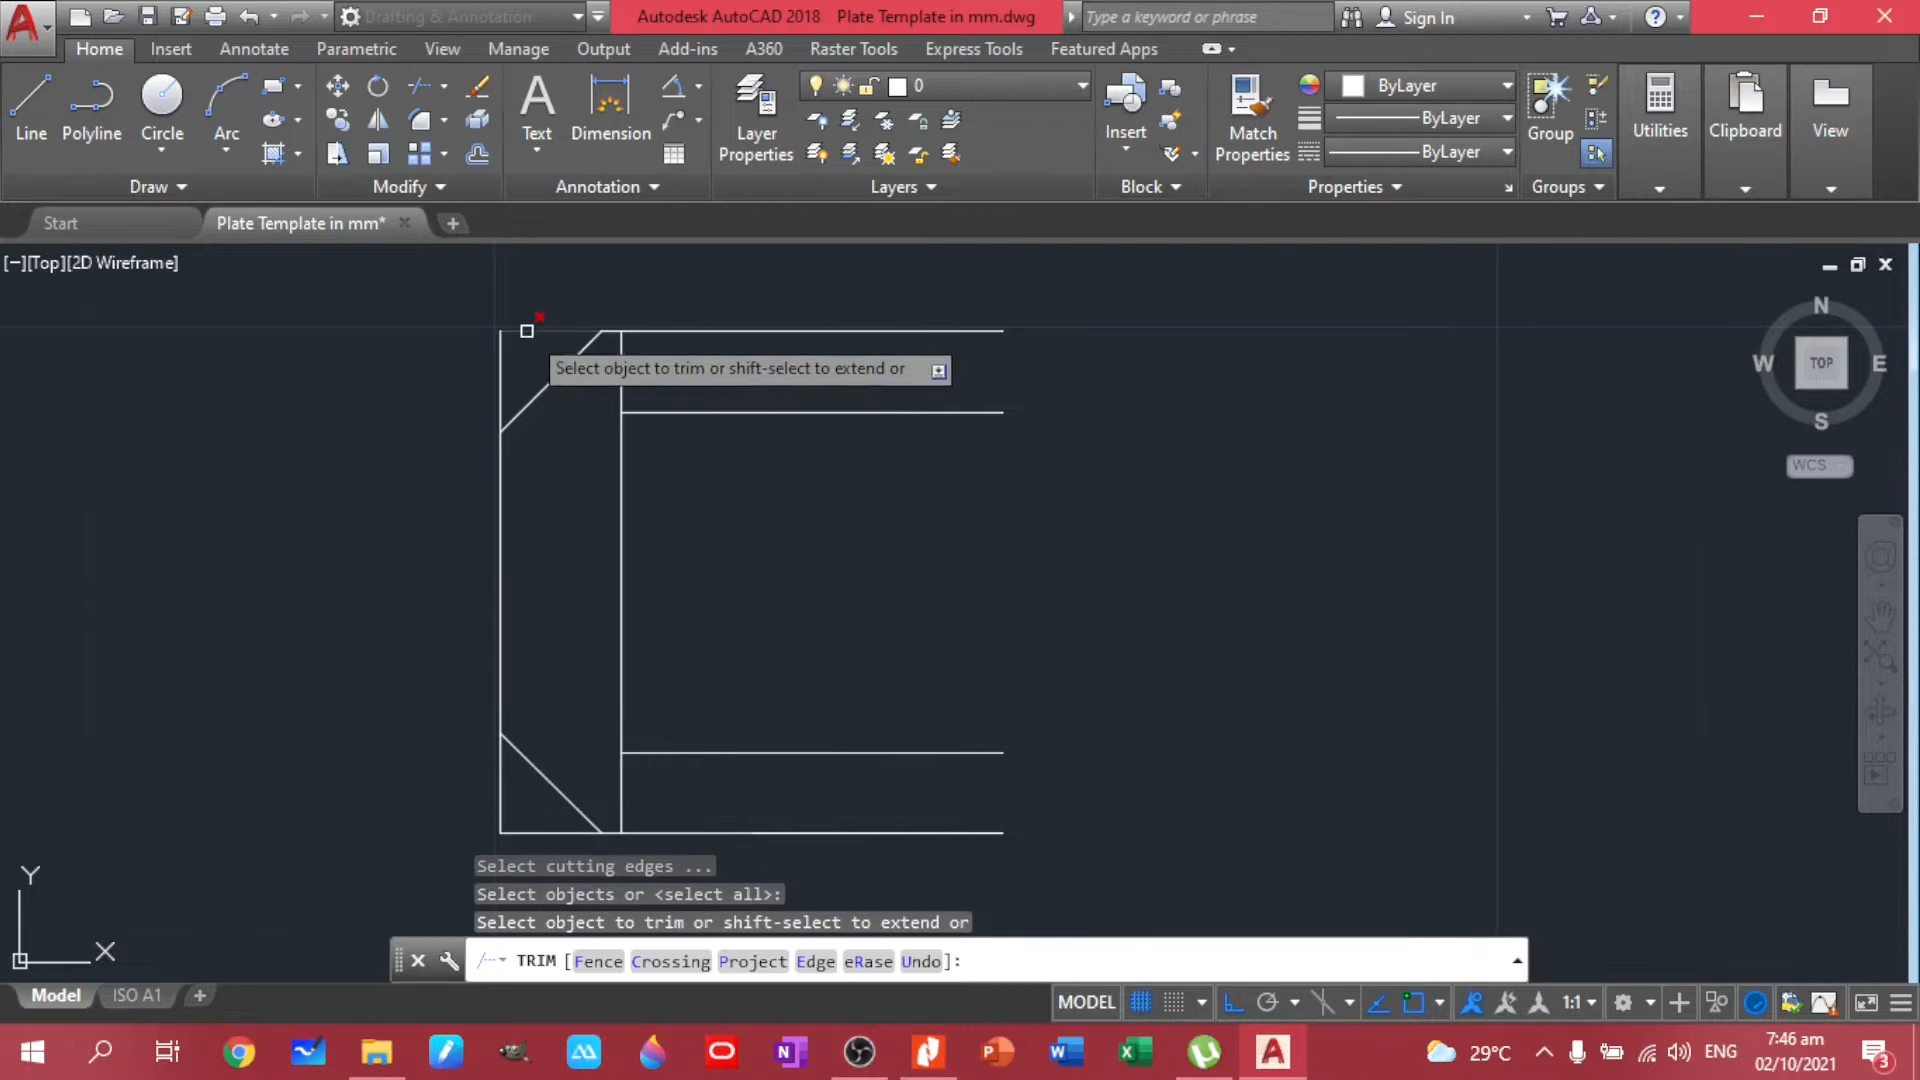 Drafting & Annotation
Autodesk AutoCAD 2018 Plate Template in mm.dwg
Type a keyword or phrase
Sign In
Home Insert Annotate Parametric View Manage Output Add-ins A360 Raster Tools Express Tools Featured Apps
0
ByLayer
ByLayer
ByLayer
Line Polyline Circle Arc
Text Dimension
Layer Properties
Insert
Match Properties
Group
Utilities
Clipboard
View
Draw Modify Annotation Layers Block Properties Groups
Start
Plate Template in mm*
[−][Top][2D Wireframe]
N
W TOP E
S
WCS
Select object to trim or shift-select to extend or
Y
X
Select cutting edges ...
Select objects or <select all>:
Select object to trim or shift-select to extend or
TRIM [Fence Crossing Project Edge eRase Undo]:
Model ISO A1
MODEL
1:1
29°C
ENG
7:46 am
02/10/2021
3